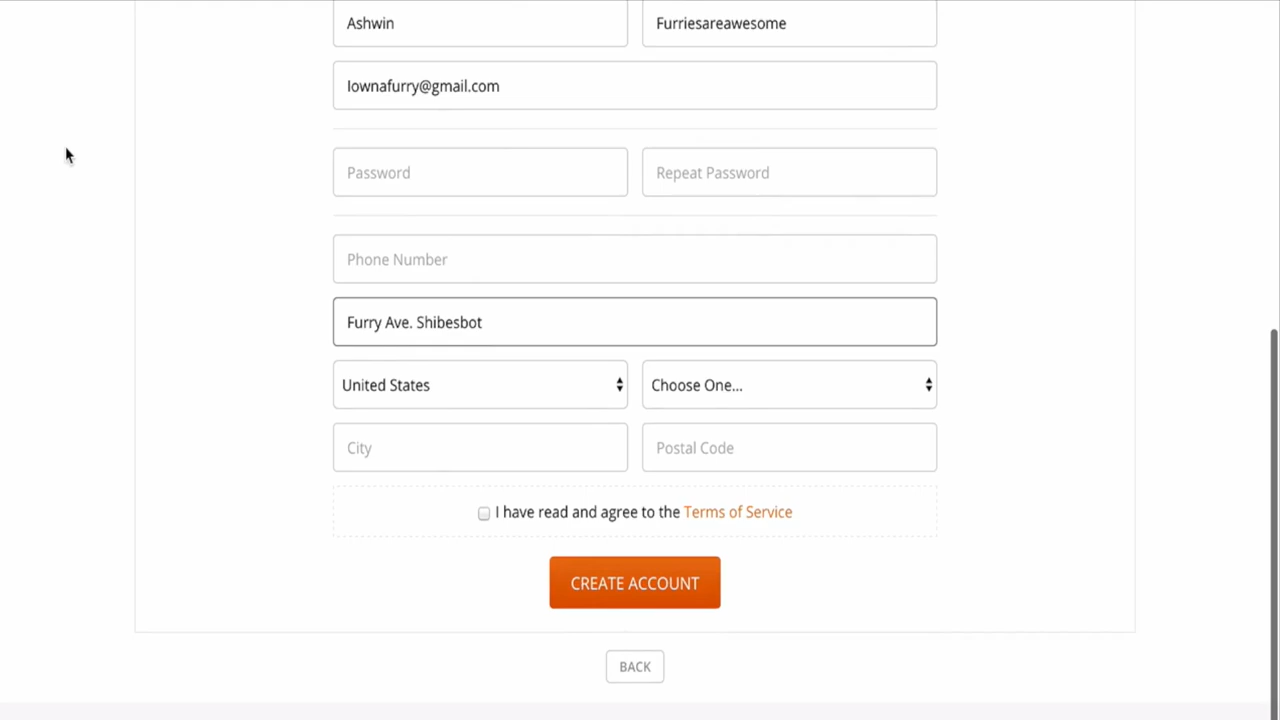 Ashwin Furriesareawesome
Iownafurry@gmail.com
Password Repeat Password
Phone Number
Furry Ave. Shibesbot
United States Choose One...
City Postal Code
I have read and agree to the Terms of Service
CREATE ACCOUNT
BACK